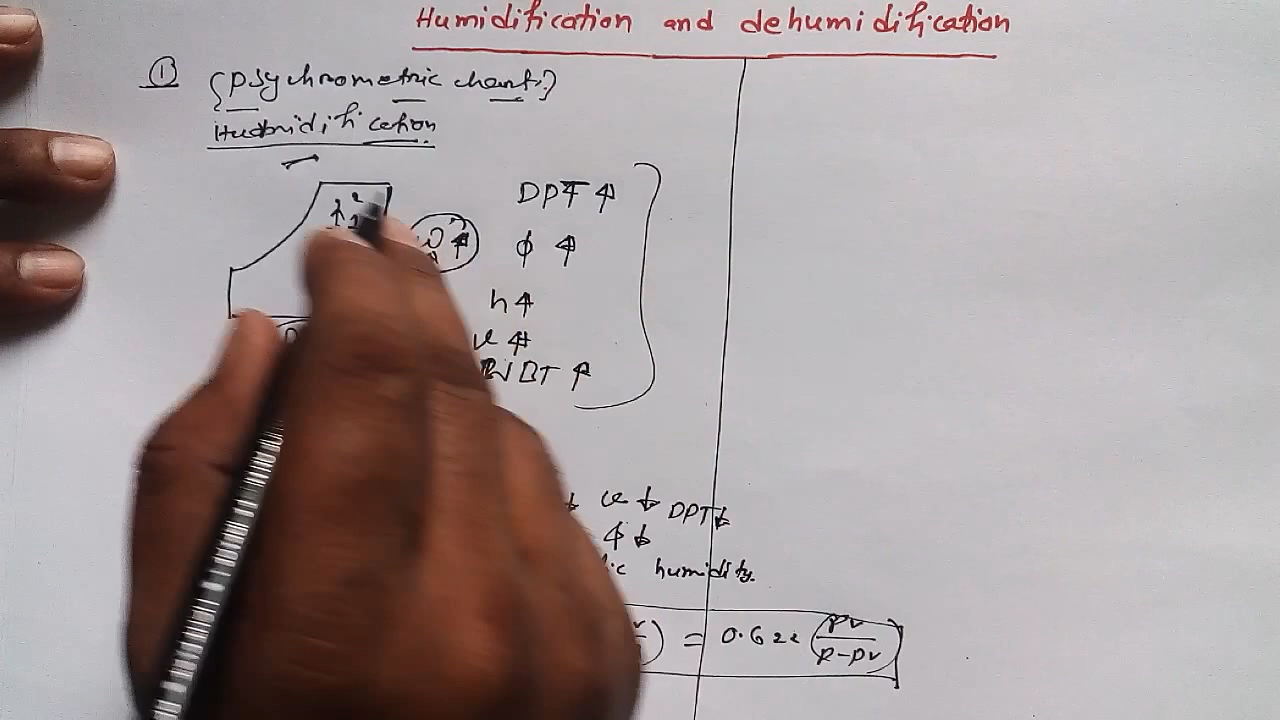 Humidification and dehumidification
① {psychrometric chart}
Humidification
DPT ↑
ω ↑ ϕ ↑
h ↑
v ↑
WBT ↑
v ↓ DPT ↓
ϕ ↓
humidity.
= 0.622 (Pv / P-Pv)